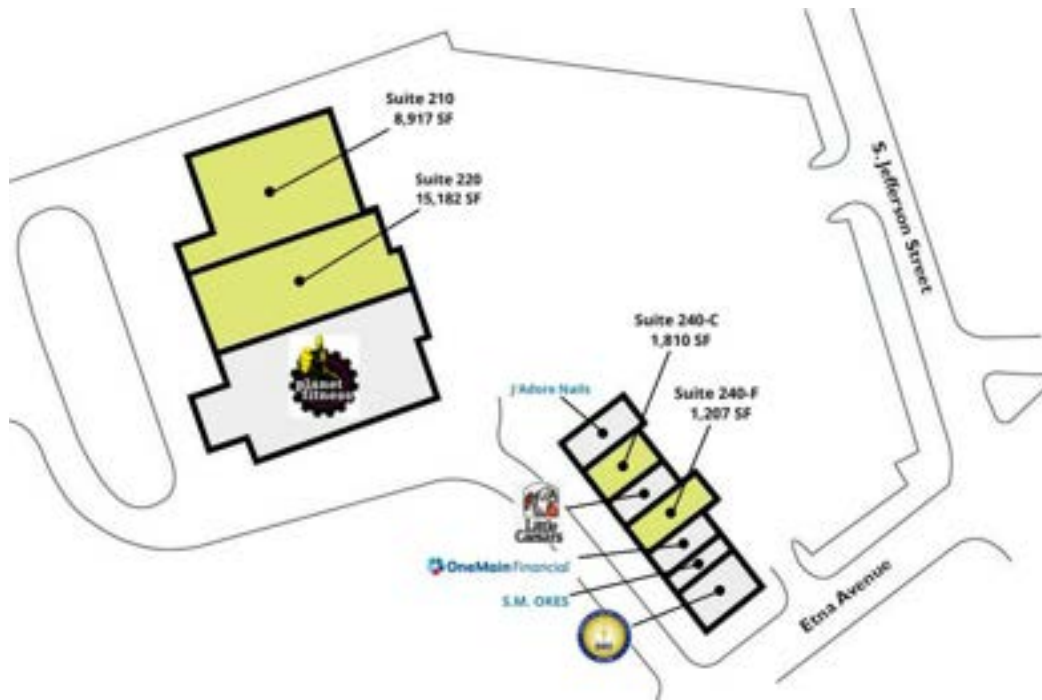 Suite 210
8,917 SF
Suite 220
15,182 SF
S. Jefferson Street
planet
fitness
Suite 240-C
1,810 SF
J'Adore Nails
Suite 240-F
1,207 SF
Little
Caesars
OneMain Financial
S.M. OKES
Etna Avenue